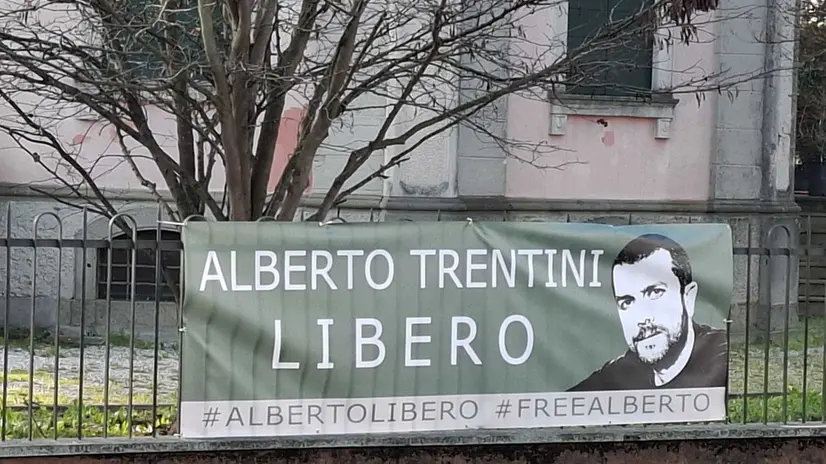 ALBERTO TRENTINI
LIBERO
#ALBERTOLIBERO #FREEALBERTO